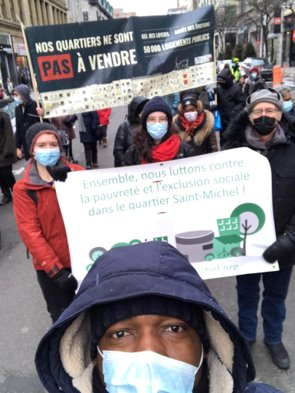 NOS QUARTIERS NE SONT
PAS À VENDRE
50 000 LOGEMENTS PUBLICS
Ensemble, nous luttons contre
la pauvreté et l'exclusion sociale
dans le quartier Saint-Michel !
.org